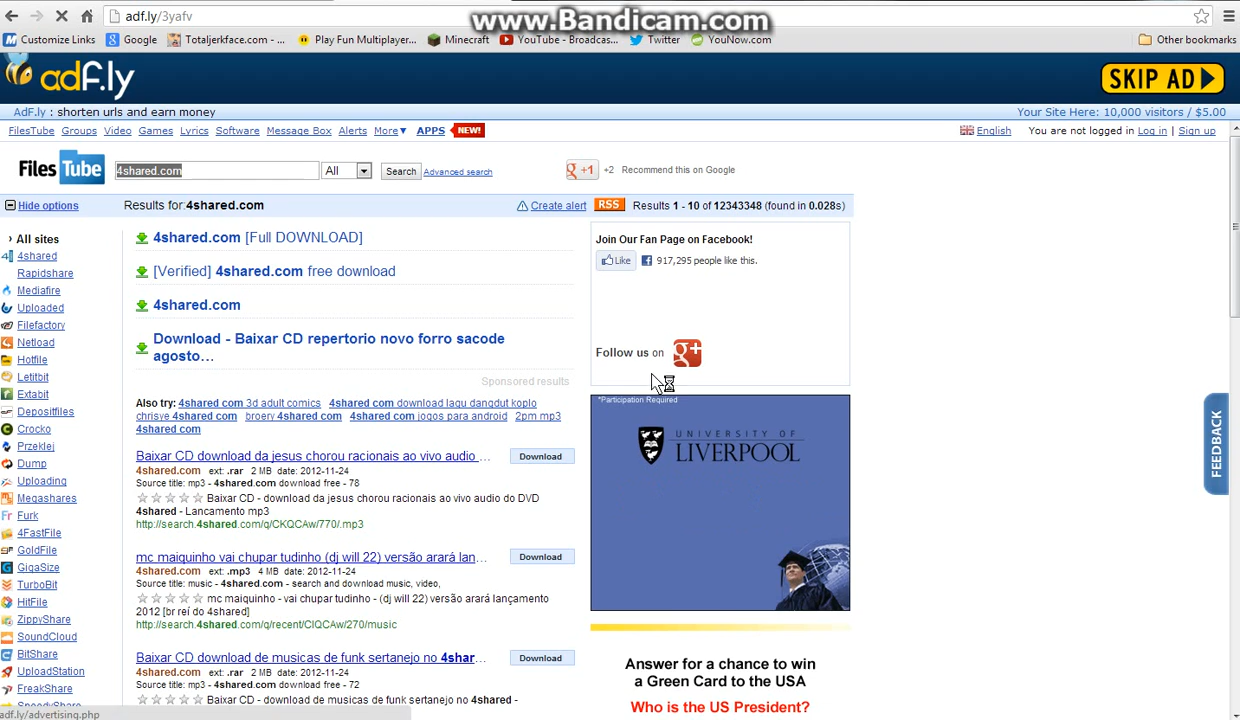 adf.ly/3yafv
www.Bandicam.com
Customize Links Google Totaljerkface.com - ... Play Fun Multiplayer... Minecraft YouTube - Broadcas... Twitter YouNow.com Other bookmarks
adf.ly SKIP AD
AdF.ly : shorten urls and earn money Your Site Here: 10,000 visitors / $5.00
FilesTube Groups Video Games Lyrics Software Message Box Alerts More▼ APPS NEW! English You are not logged in Log in | Sign up
FilesTube 4shared.com All Search Advanced search g +1 +2 Recommend this on Google
Hide options Results for:4shared.com Create alert RSS Results 1 - 10 of 12343348 (found in 0.028s)
› All sites
4shared
Rapidshare
Mediafire
Uploaded
Filefactory
Netload
Hotfile
Letitbit
Extabit
Depositfiles
Crocko
Przeklej
Dump
Uploading
Megashares
Fr Furk
4FastFile
GoldFile
GigaSize
TurboBit
HitFile
ZippyShare
SoundCloud
BitShare
UploadStation
FreakShare
SpeedyShare
adf.ly/advertising.php
4shared.com [Full DOWNLOAD]
[Verified] 4shared.com free download
4shared.com
Download - Baixar CD repertorio novo forro sacode
agosto...
Sponsored results
Also try: 4shared com 3d adult comics 4shared com download lagu dangdut koplo
chrisye 4shared com broery 4shared com 4shared com jogos para android 2pm mp3
4shared com
Baixar CD download da jesus chorou racionais ao vivo audio ... Download
4shared.com ext: .rar 2 MB date: 2012-11-24
Source title: mp3 - 4shared.com download free - 78
Baixar CD - download da jesus chorou racionais ao vivo audio do DVD
4shared - Lancamento mp3
http://search.4shared.com/q/CKQCAw/770/.mp3
mc maiquinho vai chupar tudinho (dj will 22) versão arará lan... Download
4shared.com ext: .mp3 4 MB date: 2012-11-24
Source title: music - 4shared.com - search and download music, video,
mc maiquinho - vai chupar tudinho - (dj will 22) versão arará lançamento
2012 [br reí do 4shared]
http://search.4shared.com/q/recent/CIQCAw/270/music
Baixar CD download de musicas de funk sertanejo no 4shar... Download
4shared.com ext: .rar 2 MB date: 2012-11-24
Source title: mp3 - 4shared.com download free - 72
Baixar CD - download de musicas de funk sertanejo no 4shared -
Join Our Fan Page on Facebook!
Like 917,295 people like this.
Follow us on g+
*Participation Required
UNIVERSITY OF
LIVERPOOL
Answer for a chance to win
a Green Card to the USA
Who is the US President?
FEEDBACK